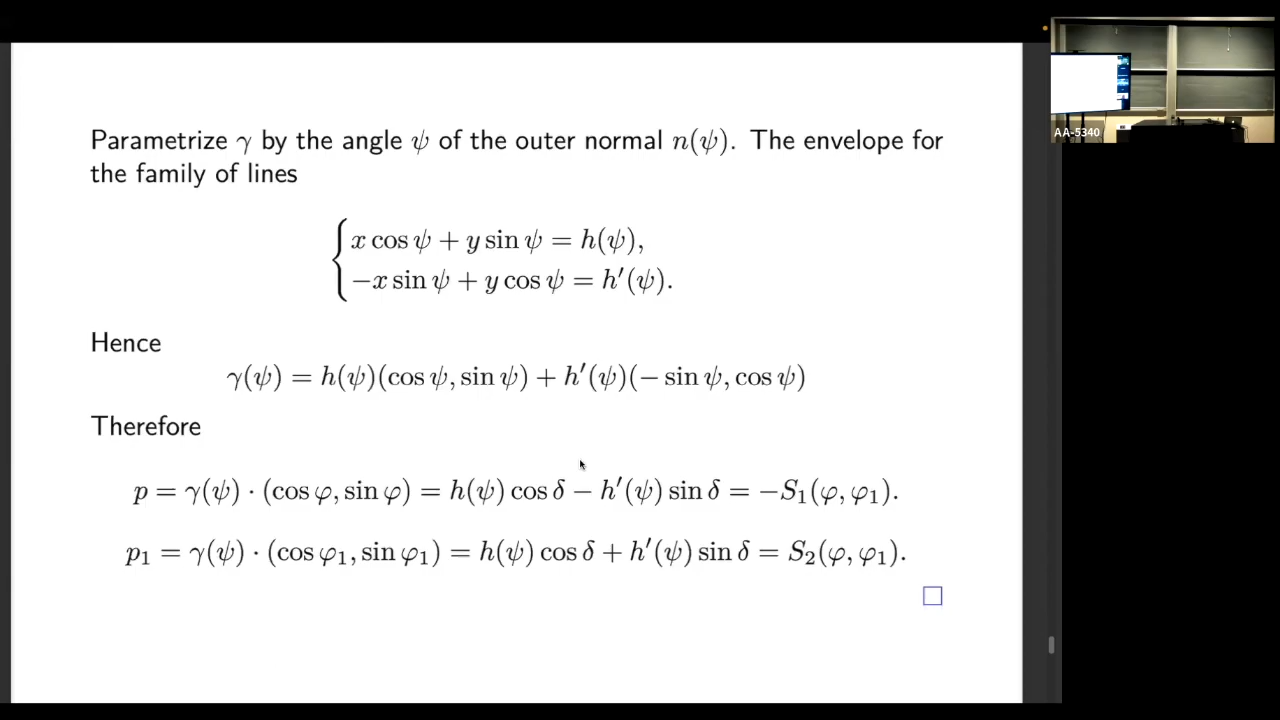 Parametrize γ by the angle ψ of the outer normal n(ψ). The envelope for
the family of lines
x cos ψ + y sin ψ = h(ψ),
−x sin ψ + y cos ψ = h′(ψ).
Hence
γ(ψ) = h(ψ)(cos ψ, sin ψ) + h′(ψ)(− sin ψ, cos ψ)
Therefore
p = γ(ψ) · (cos φ, sin φ) = h(ψ) cos δ − h′(ψ) sin δ = −S₁(φ, φ₁).
p₁ = γ(ψ) · (cos φ₁, sin φ₁) = h(ψ) cos δ + h′(ψ) sin δ = S₂(φ, φ₁).
AA-5340